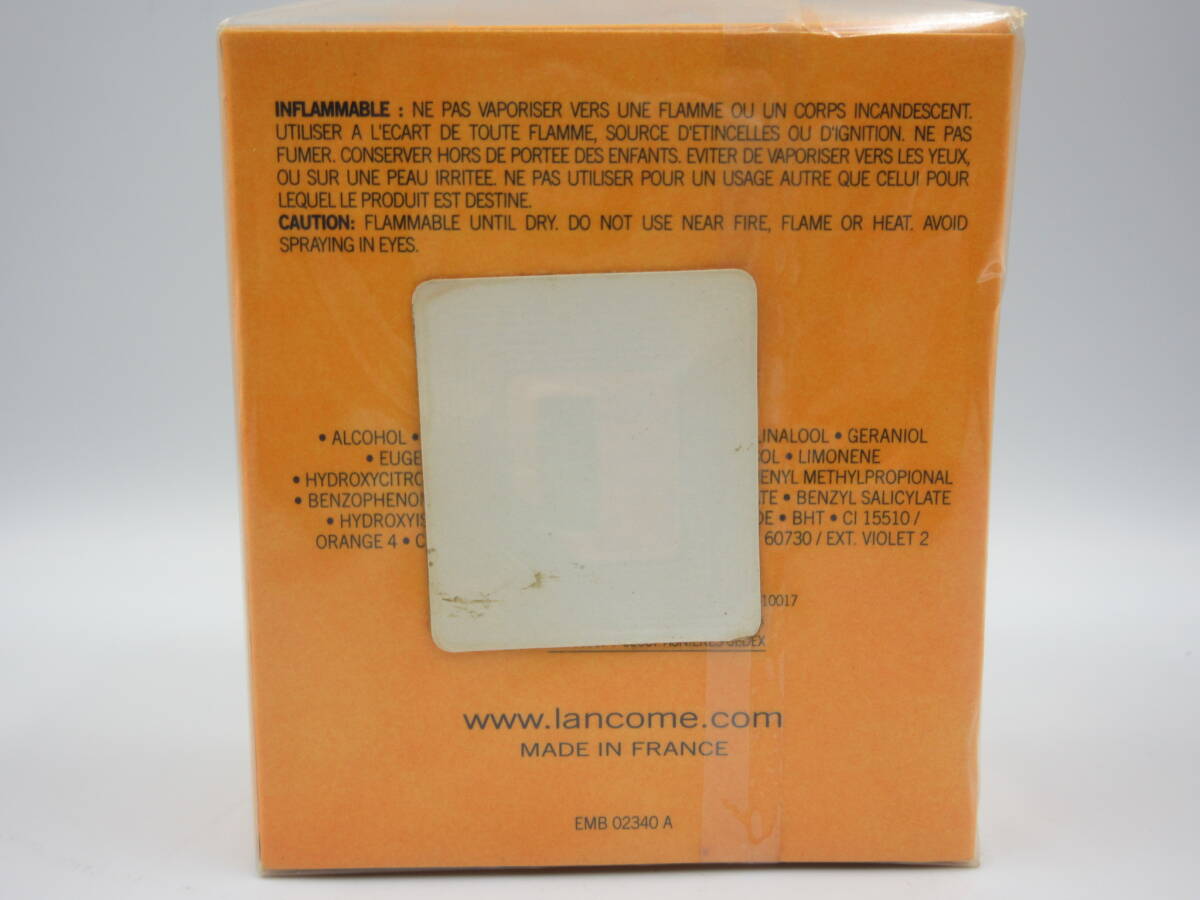 INFLAMMABLE : NE PAS VAPORISER VERS UNE FLAMME OU UN CORPS INCANDESCENT.
UTILISER A L'ECART DE TOUTE FLAMME, SOURCE D'ETINCELLES OU D'IGNITION. NE PAS
FUMER. CONSERVER HORS DE PORTEE DES ENFANTS. EVITER DE VAPORISER VERS LES YEUX,
OU SUR UNE PEAU IRRITEE. NE PAS UTILISER POUR UN USAGE AUTRE QUE CELUI POUR
LEQUEL LE PRODUIT EST DESTINE.
CAUTION: FLAMMABLE UNTIL DRY. DO NOT USE NEAR FIRE, FLAME OR HEAT. AVOID
SPRAYING IN EYES.
• ALCOHOL • • GERANIOL
• • LIMONENE
• METHYLPROPIONAL
• • BENZYL SALICYLATE
• • BHT • CI 15510 /
ORANGE 4 • 60730 / EXT. VIOLET 2
10017
CEDEX
www.lancome.com
MADE IN FRANCE
EMB 02340 A